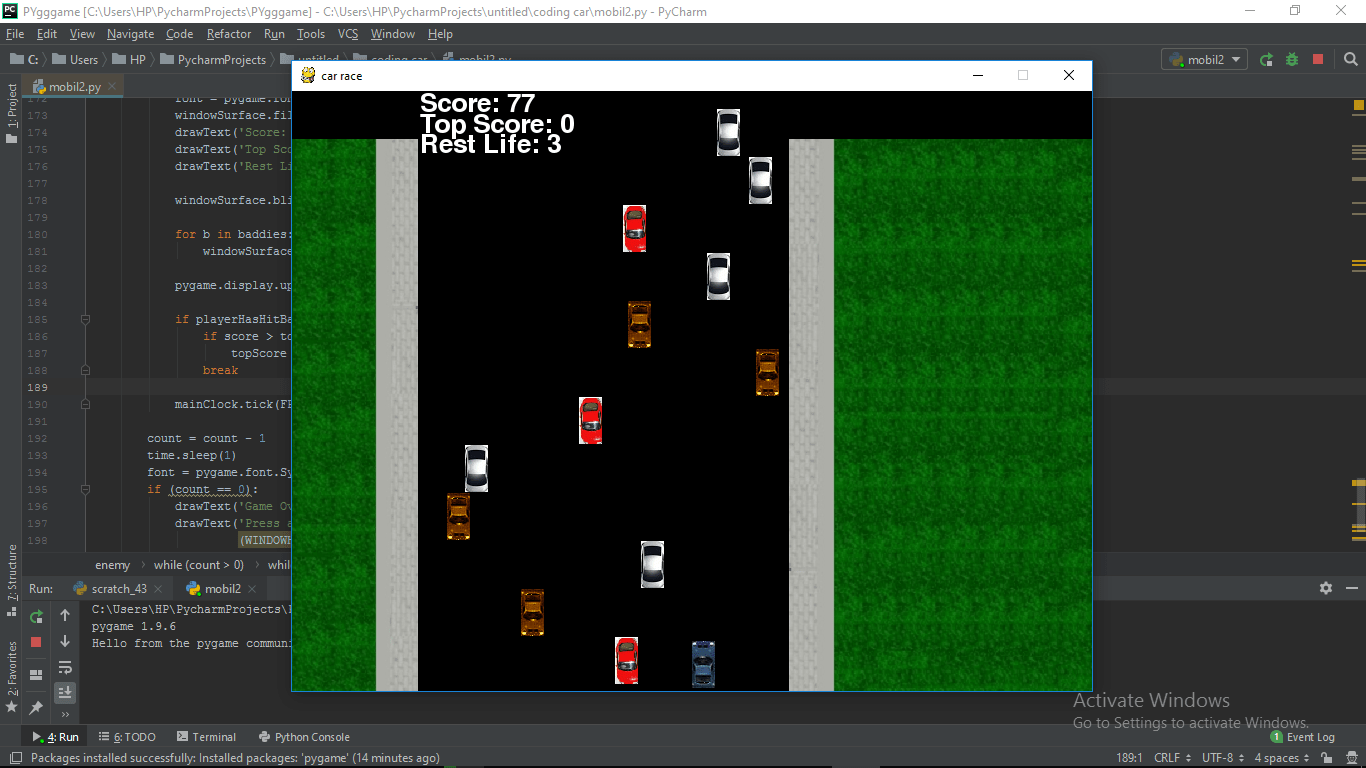 PYgggame [C:\Users\HP\PycharmProjects\PYgggame] - C:\Users\HP\PycharmProjects\untitled\coding car\mobil2.py - PyCharm
File Edit View Navigate Code Refactor Run Tools VCS Window Help
C: Users HP PycharmProjects untitled coding car mobil2.py mobil2
car race
1: Project
mobil2.py
Score: 77
Top Score: 0
Rest Life: 3
172 font = pygame.fon
173 windowSurface.fil
174 drawText('Score:
175 drawText('Top Sco
176 drawText('Rest Li
177
178 windowSurface.bli
179
180 for b in baddies:
181 windowSurface
182
183 pygame.display.up
184
185 if playerHasHitBa
186 if score > to
187 topScore
188 break
189
190 mainClock.tick(FP
191
192 count = count - 1
193 time.sleep(1)
194 font = pygame.font.Sy
195 if (count == 0):
196 drawText('Game Ov
197 drawText('Press a
198 (WINDOWH
enemy while (count > 0) whil
7: Structure
2: Favorites
Run: scratch_43 mobil2
C:\Users\HP\PycharmProjects\
pygame 1.9.6
Hello from the pygame communi
Activate Windows
Go to Settings to activate Windows.
4: Run 6: TODO Terminal Python Console 1 Event Log
Packages installed successfully: Installed packages: 'pygame' (14 minutes ago) 189:1 CRLF UTF-8 4 spaces